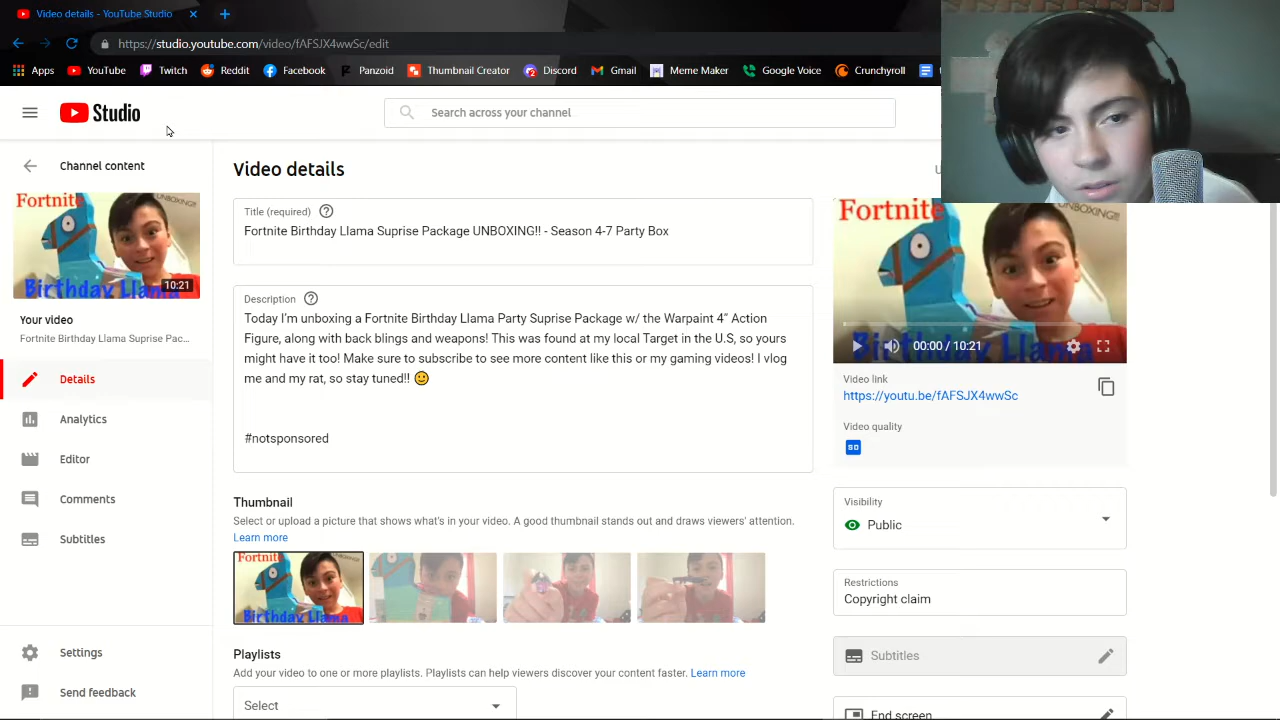 Video details - YouTube Studio
https://studio.youtube.com/video/fAFSJX4wwSc/edit
Apps YouTube Twitch Reddit Facebook Panzoid Thumbnail Creator Discord Gmail Meme Maker Google Voice Crunchyroll
Studio
Search across your channel
Channel content
Fortnite
UNBOXING!!!
Birthday Llama
10:21
Your video
Fortnite Birthday Llama Suprise Pac...
Details
Analytics
Editor
Comments
Subtitles
Settings
Send feedback
Video details
Title (required)
Fortnite Birthday Llama Suprise Package UNBOXING!! - Season 4-7 Party Box
Description
Today I’m unboxing a Fortnite Birthday Llama Party Suprise Package w/ the Warpaint 4” Action
Figure, along with back blings and weapons! This was found at my local Target in the U.S, so yours
might have it too! Make sure to subscribe to see more content like this or my gaming videos! I vlog
me and my rat, so stay tuned!! 🙂
#notsponsored
Thumbnail
Select or upload a picture that shows what's in your video. A good thumbnail stands out and draws viewers' attention.
Learn more
Fortnite
Birthday Llama
Playlists
Add your video to one or more playlists. Playlists can help viewers discover your content faster. Learn more
Select
Fortnite
UNBOXING!!!
00:00 / 10:21
Video link
https://youtu.be/fAFSJX4wwSc
Video quality
SD
Visibility
Public
Restrictions
Copyright claim
Subtitles
End screen